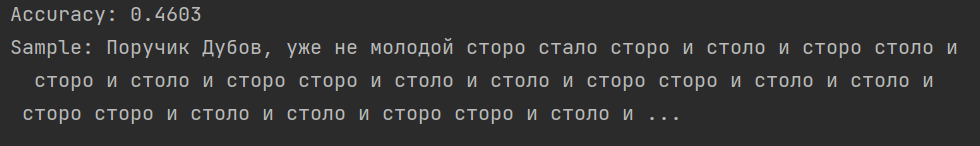 Accuracy: 0.4603
Sample: Поручик Дубов, уже не молодой сторо стало сторо и столо и сторо столо и
сторо и столо и сторо сторо и столо и столо и сторо сторо и столо и столо и
сторо сторо и столо и столо и сторо сторо и столо и ...